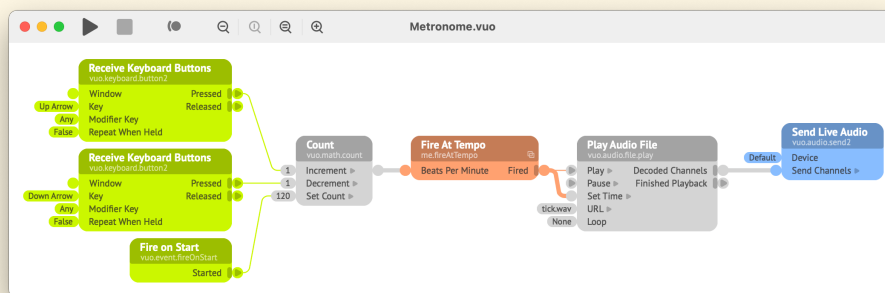 Metronome.vuo
Receive Keyboard Buttons
vuo.keyboard.button2
Window Pressed
Up Arrow Key Released
Any Modifier Key
False Repeat When Held
Receive Keyboard Buttons
vuo.keyboard.button2
Window Pressed
Down Arrow Key Released
Any Modifier Key
False Repeat When Held
Fire on Start
vuo.event.fireOnStart
Started
Count
vuo.math.count
1 Increment
1 Decrement
120 Set Count
Fire At Tempo
me.fireAtTempo
Beats Per Minute Fired
Play Audio File
vuo.audio.file.play
Play Decoded Channels
Pause Finished Playback
Set Time
tick.wav URL
None Loop
Send Live Audio
vuo.audio.send2
Default Device
Send Channels